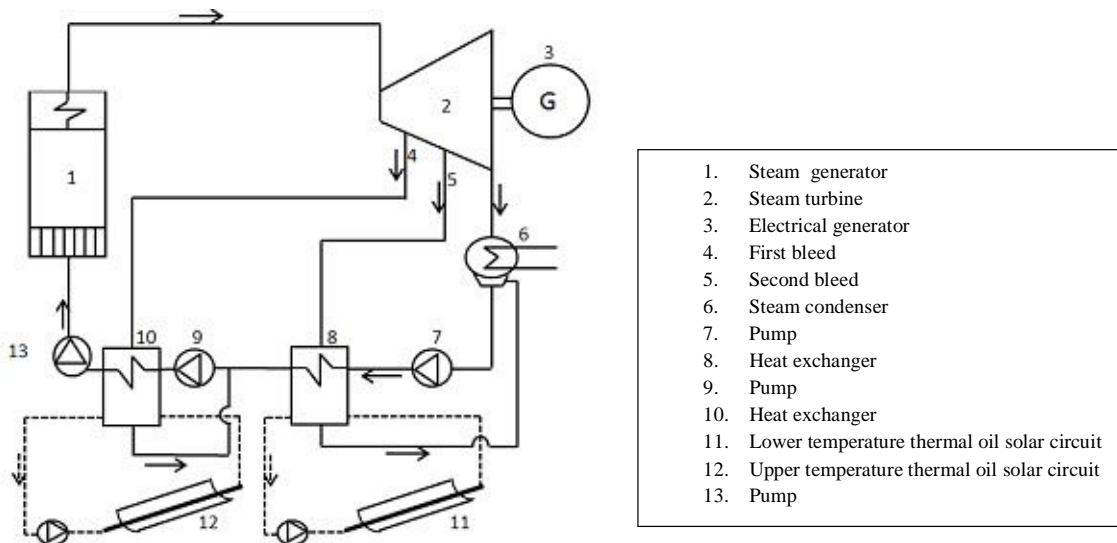 3
G
2
1
4
5
6
10
9
8
7
13
12
11
1. Steam generator
2. Steam turbine
3. Electrical generator
4. First bleed
5. Second bleed
6. Steam condenser
7. Pump
8. Heat exchanger
9. Pump
10. Heat exchanger
11. Lower temperature thermal oil solar circuit
12. Upper temperature thermal oil solar circuit
13. Pump